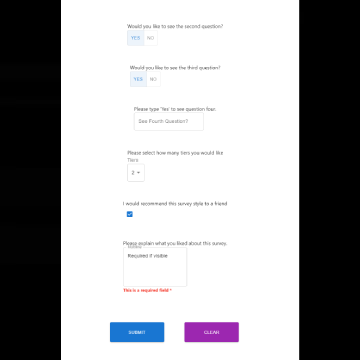 Would you like to see the second question?
YES NO
Would you like to see the third question?
YES NO
Please type 'Yes' to see question four.
See Fourth Question?
Please select how many tiers you would like
Tiers
2
I would recommend this survey style to a friend
Please explain what you liked about this survey.
Required if visible
This is a required field *
SUBMIT CLEAR